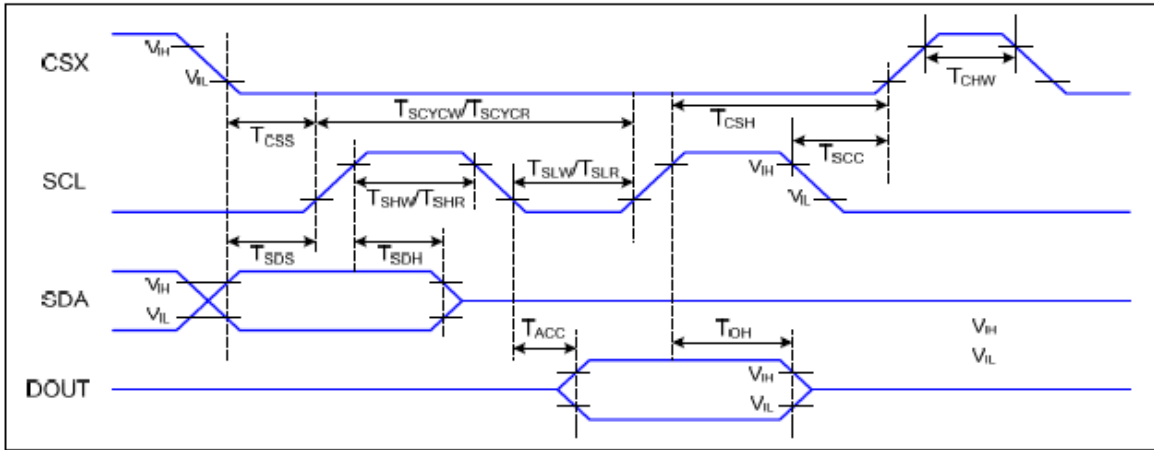 CSX
VIH
VIL
TCSS
TSCYCW/TSCYCR
TCSH
TCHW
TSCC
SCL
TSHW/TSHR
TSLW/TSLR
VIH
VIL
TSDS
TSDH
SDA
VIH
VIL
TACC
TOH
VIH
VIL
DOUT
VIH
VIL